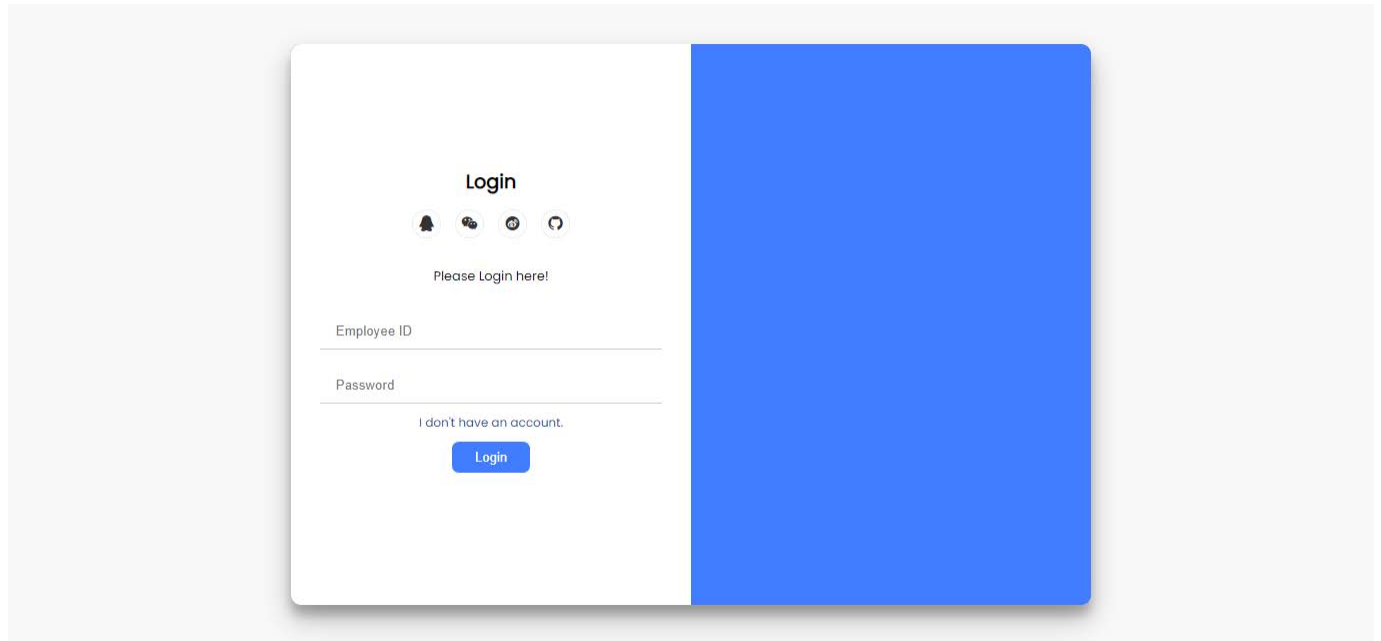 Login
Please Login here!
Employee ID
Password
I don't have an account.
Login